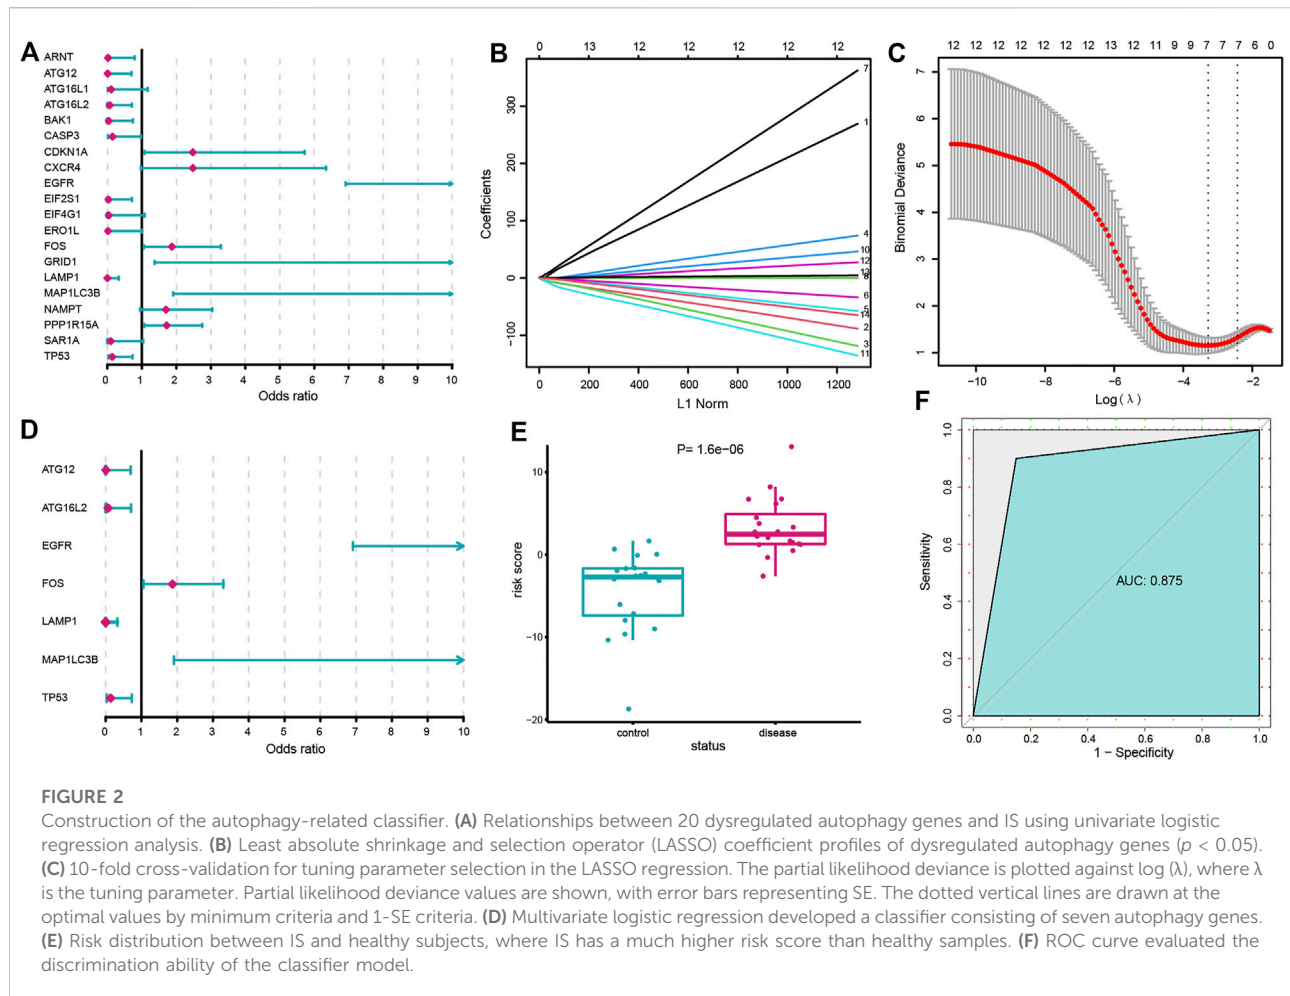 A
ARNT
ATG12
ATG16L1
ATG16L2
BAK1
CASP3
CDKN1A
CXCR4
EGFR
EIF2S1
EIF4G1
ERO1L
FOS
GRID1
LAMP1
MAP1LC3B
NAMPT
PPP1R15A
SAR1A
TP53
0 1 2 3 4 5 6 7 8 9 10
Odds ratio
B
0 13 12 12 12 12 12
Coefficients
300
200
100
0
−100
7
1
4
10
12
13
8
6
5
14
2
3
11
0 200 400 600 800 1000 1200
L1 Norm
C
12 12 12 12 12 12 12 12 12 11 9 9 7 7 7 6 0
Binomial Deviance
7
6
5
4
3
2
1
−10 −8 −6 −4 −2
Log(λ)
D
ATG12
ATG16L2
EGFR
FOS
LAMP1
MAP1LC3B
TP53
0 1 2 3 4 5 6 7 8 9 10
Odds ratio
E
P= 1.6e−06
risk score
10
0
−10
−20
control disease
status
F
Sensitivity
1.0
0.8
0.6
0.4
0.2
0.0
AUC: 0.875
0.0 0.2 0.4 0.6 0.8 1.0
1 − Specificity
FIGURE 2
Construction of the autophagy-related classifier. (A) Relationships between 20 dysregulated autophagy genes and IS using univariate logistic
regression analysis. (B) Least absolute shrinkage and selection operator (LASSO) coefficient profiles of dysregulated autophagy genes (p < 0.05).
(C) 10-fold cross-validation for tuning parameter selection in the LASSO regression. The partial likelihood deviance is plotted against log (λ), where λ
is the tuning parameter. Partial likelihood deviance values are shown, with error bars representing SE. The dotted vertical lines are drawn at the
optimal values by minimum criteria and 1-SE criteria. (D) Multivariate logistic regression developed a classifier consisting of seven autophagy genes.
(E) Risk distribution between IS and healthy subjects, where IS has a much higher risk score than healthy samples. (F) ROC curve evaluated the
discrimination ability of the classifier model.